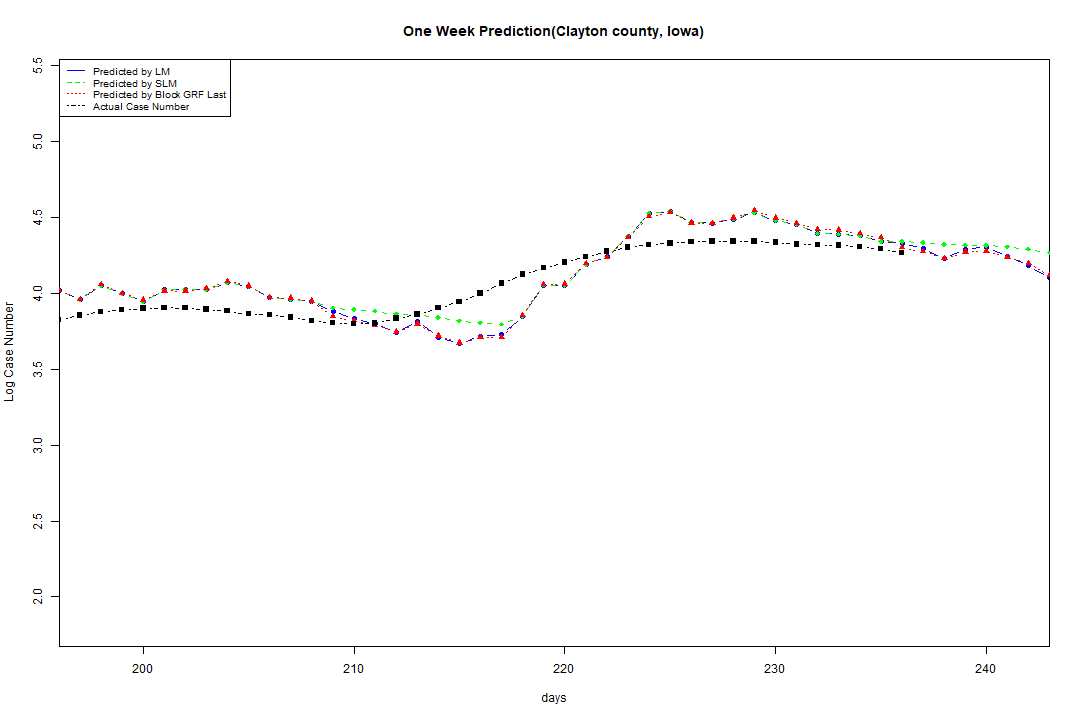 One Week Prediction(Clayton county, Iowa)
Predicted by LM
Predicted by SLM
Predicted by Block GRF Last
Actual Case Number
Log Case Number
5.5
5.0
4.5
4.0
3.5
3.0
2.5
2.0
200 210 220 230 240
days